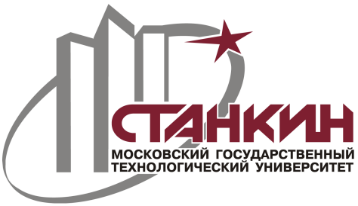 СТАНКИН
МОСКОВСКИЙ ГОСУДАРСТВЕННЫЙ
ТЕХНОЛОГИЧЕСКИЙ УНИВЕРСИТЕТ